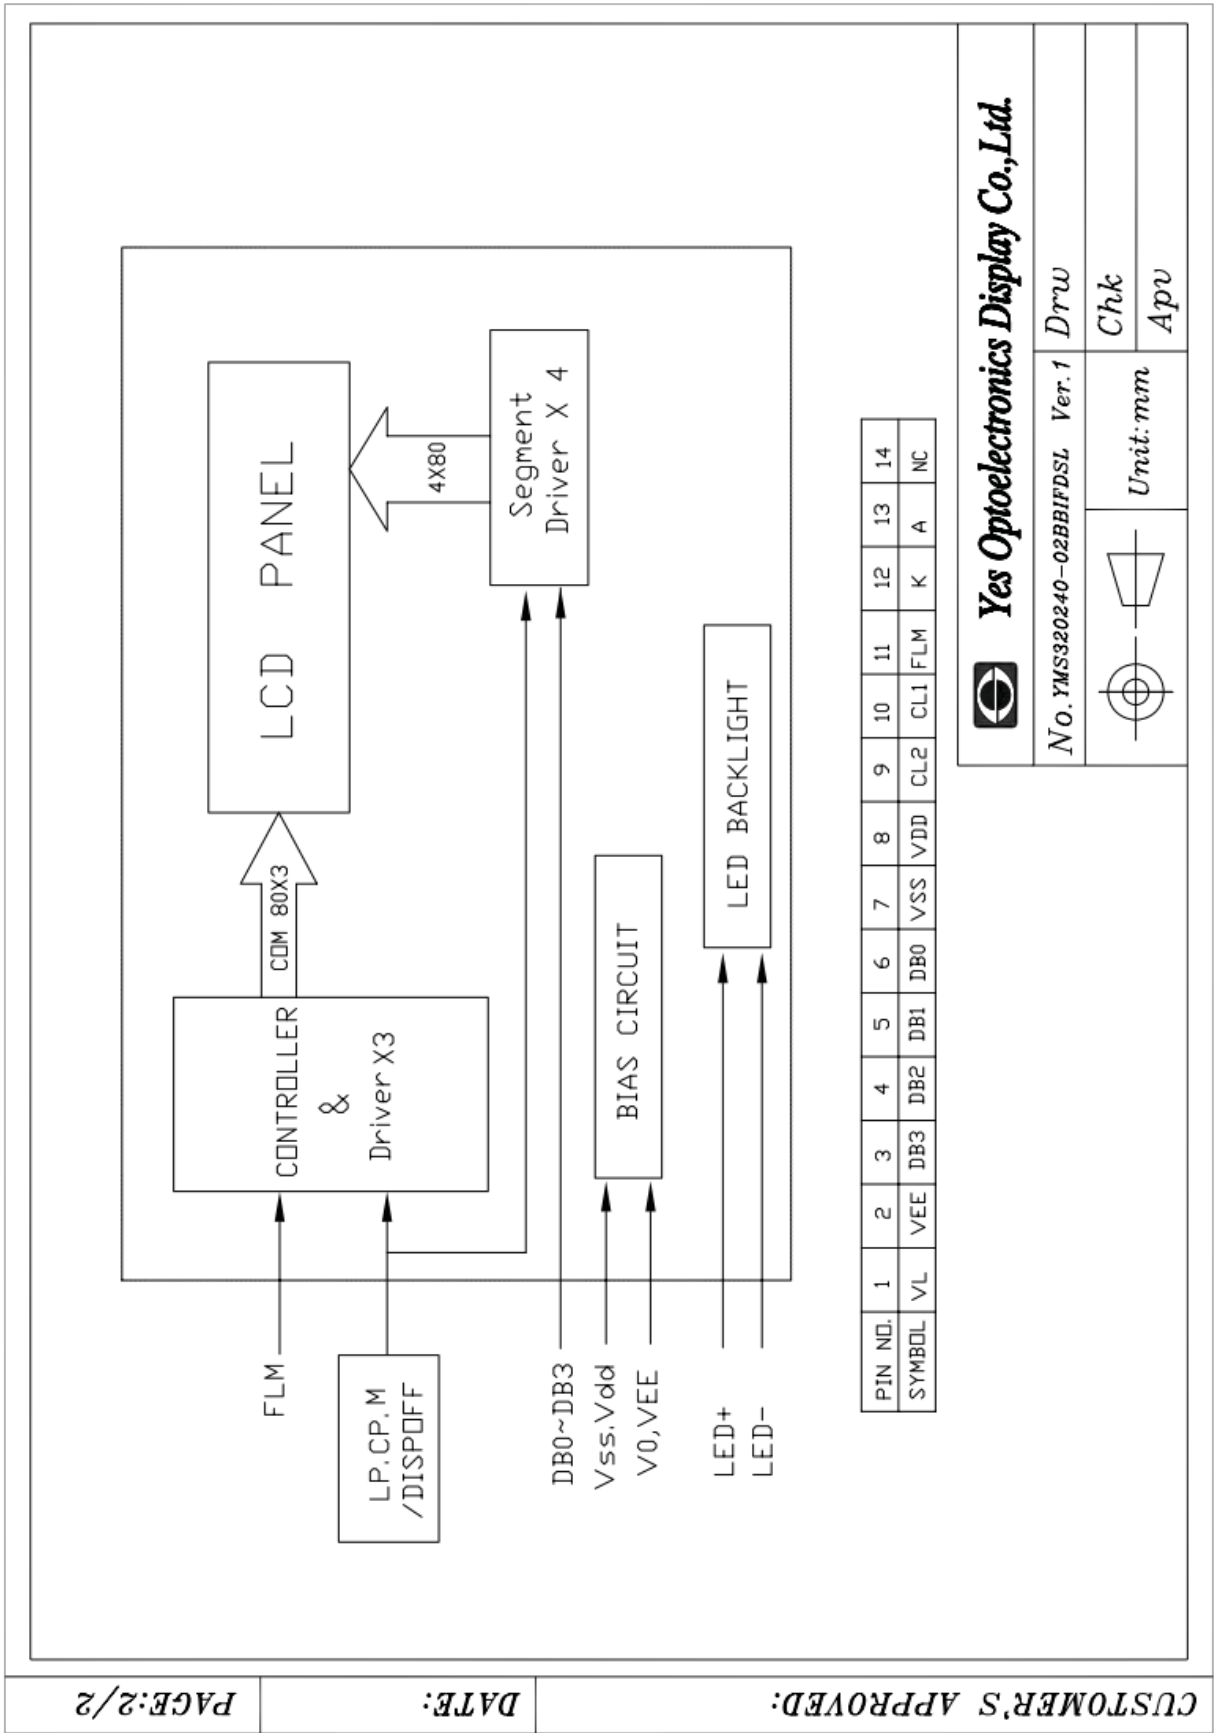 LCD PANEL
COM 80X3
4X80
CONTROLLER
&
Driver X3
Segment
Driver X 4
FLM
LP.CP.M
/DISPOFF
DB0~DB3
Vss.Vdd
V0,VEE
BIAS CIRCUIT
LED+
LED-
LED BACKLIGHT
PIN NO. 1 2 3 4 5 6 7 8 9 10 11 12 13 14
SYMBOL VL VEE DB3 DB2 DB1 DB0 VSS VDD CL2 CL1 FLM K A NC
Yes Optoelectronics Display Co.,Ltd.
No. YMS320240-02BBIFDSL Ver.1 Drw
Unit:mm
Chk
Apv
CUSTOMER'S APPROVED:
DATE:
PAGE:2/2